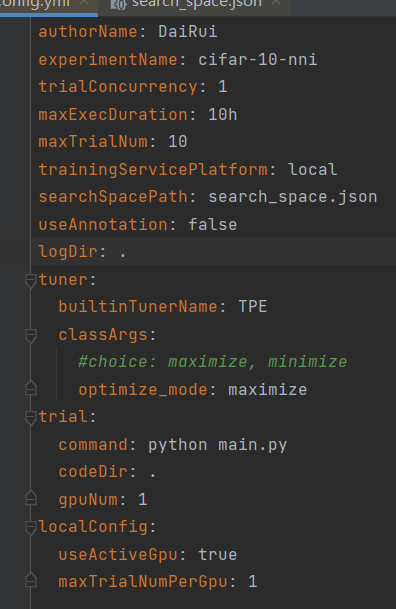 config.yml search_space.json
authorName: DaiRui
experimentName: cifar-10-nni
trialConcurrency: 1
maxExecDuration: 10h
maxTrialNum: 10
trainingServicePlatform: local
searchSpacePath: search_space.json
useAnnotation: false
logDir: .
tuner:
  builtinTunerName: TPE
  classArgs:
    #choice: maximize, minimize
    optimize_mode: maximize
trial:
  command: python main.py
  codeDir: .
  gpuNum: 1
localConfig:
  useActiveGpu: true
  maxTrialNumPerGpu: 1